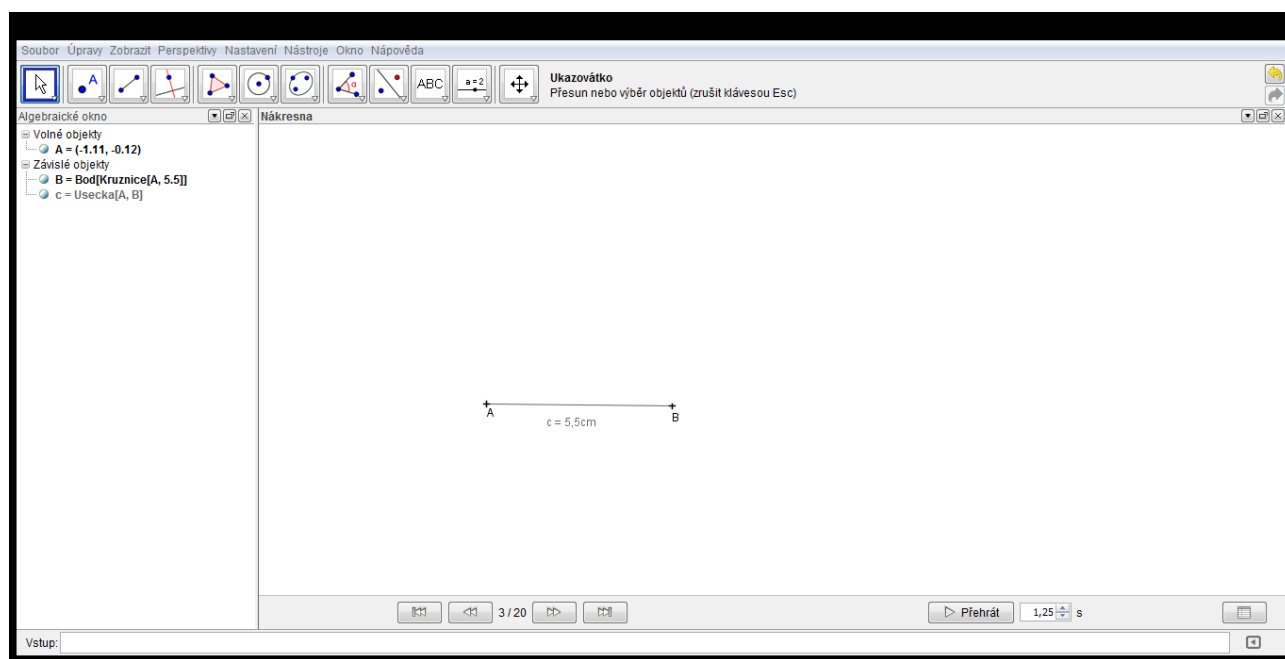 Soubor Úpravy Zobrazit Perspektivy Nastavení Nástroje Okno Nápověda
A ABC a=2 Ukazovátko
Přesun nebo výběr objektů (zrušit klávesou Esc)
Algebraické okno Nákresna
Volné objekty
A = (-1.11, -0.12)
Závislé objekty
B = Bod[Kruznice[A, 5.5]]
c = Usecka[A, B]
A B
c = 5,5cm
3 / 20 Přehrát 1,25 s
Vstup: